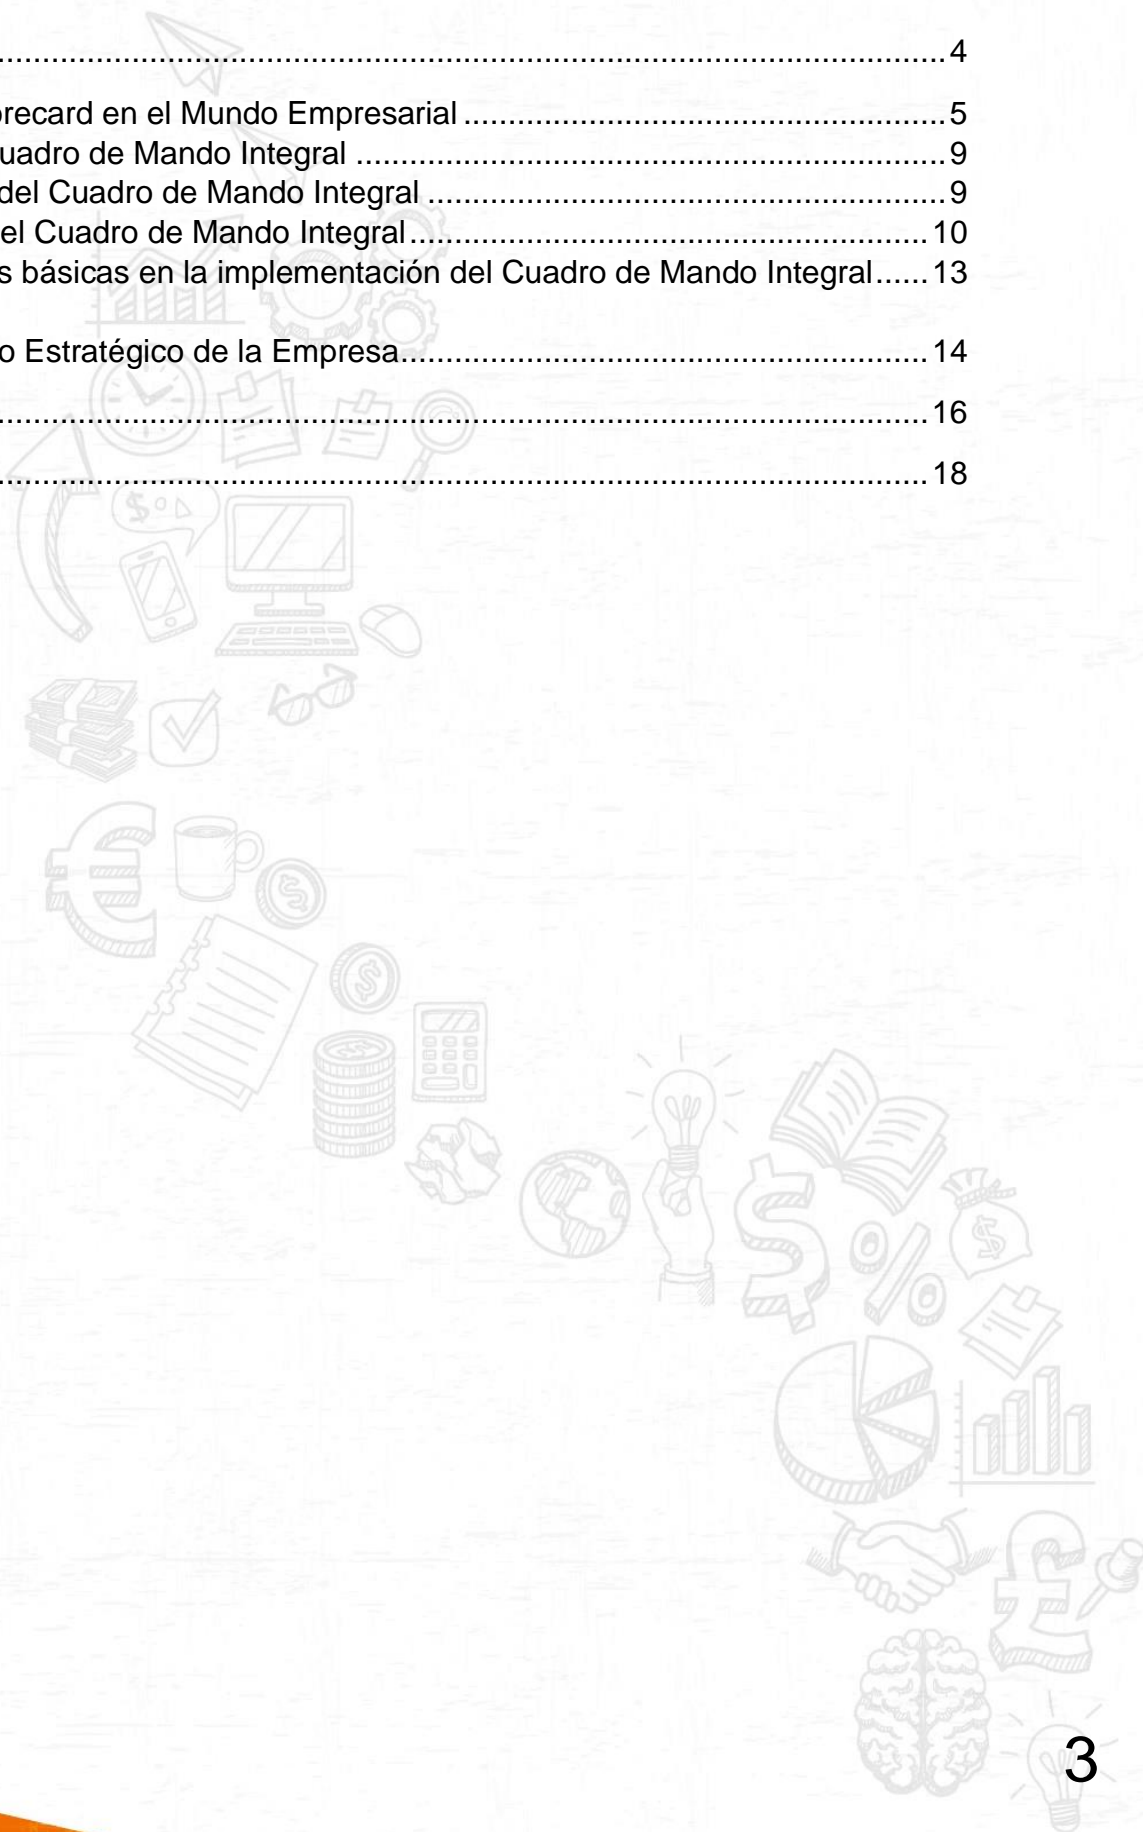 ........................................................................................................ 4
orecard en el Mundo Empresarial ...................................................... 5
uadro de Mando Integral .................................................................. 9
del Cuadro de Mando Integral .......................................................... 9
el Cuadro de Mando Integral .......................................................... 10
s básicas en la implementación del Cuadro de Mando Integral ...... 13
o Estratégico de la Empresa ........................................................... 14
........................................................................................................ 16
........................................................................................................ 18
3